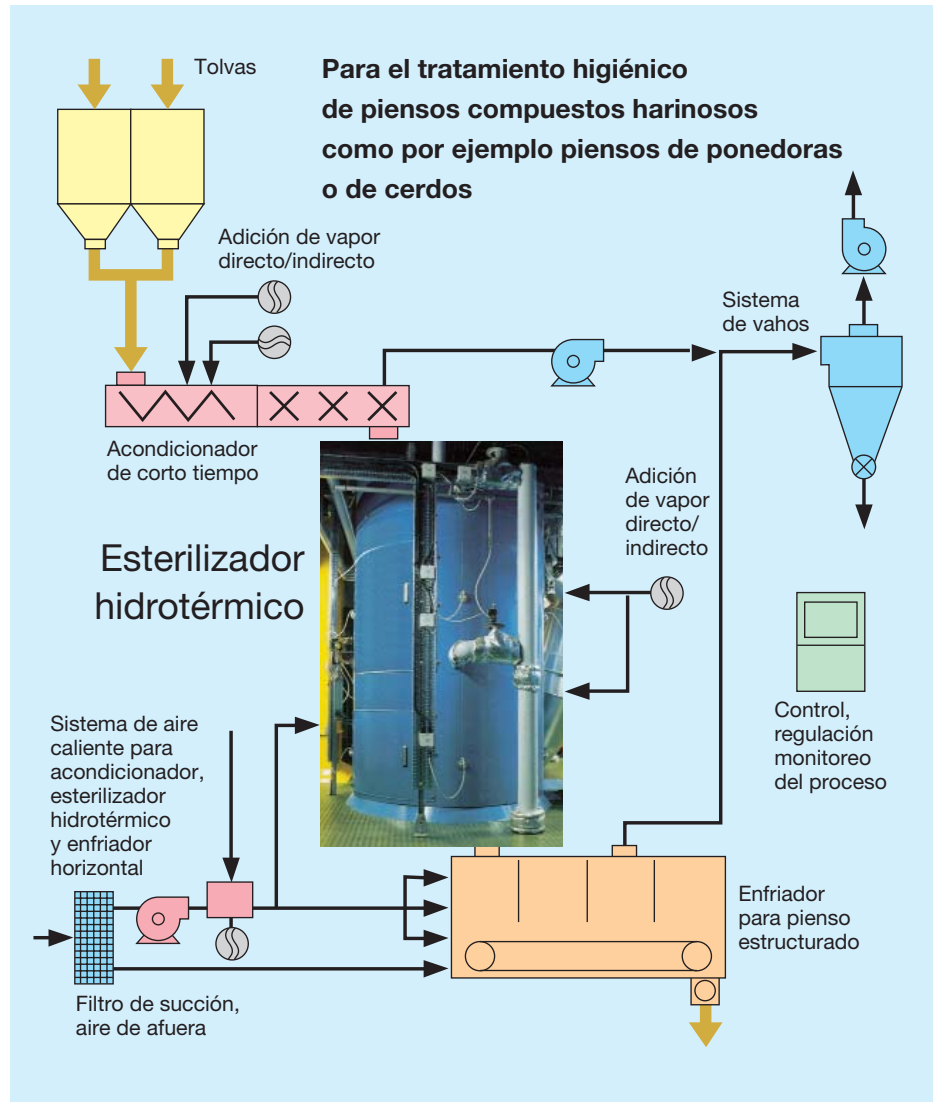 Tolvas
Para el tratamiento higiénico
de piensos compuestos harinosos
como por ejemplo piensos de ponedoras
o de cerdos
Adición de vapor
directo/indirecto
Sistema
de vahos
Acondicionador
de corto tiempo
Adición
de vapor
directo/
indirecto
Esterilizador
hidrotérmico
Control,
regulación
monitoreo
del proceso
Sistema de aire
caliente para
acondicionador,
esterilizador
hidrotérmico
y enfriador
horizontal
Enfriador
para pienso
estructurado
Filtro de succión,
aire de afuera